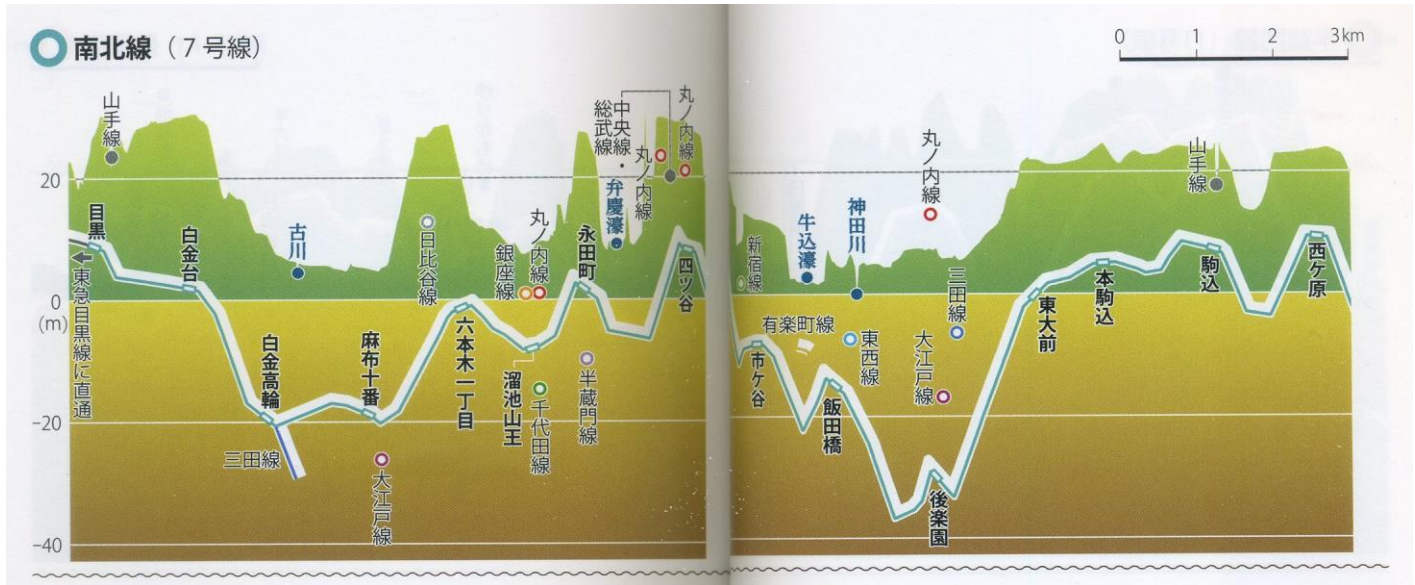 南北線（7号線）
0 1 2 3km
山手線
20
0
(m)
-20
-40
目黒
東急目黒線に直通
白金台
古川
白金高輪
三田線
麻布十番
大江戸線
日比谷線
六本木一丁目
銀座線
丸ノ内線
溜池山王
千代田線
永田町
半蔵門線
中央線・
総武線
弁慶濠
丸ノ内線
丸ノ内線
四ツ谷
新宿線
市ケ谷
有楽町線
牛込濠
飯田橋
神田川
東西線
丸ノ内線
大江戸線
三田線
後楽園
東大前
本駒込
山手線
駒込
西ケ原